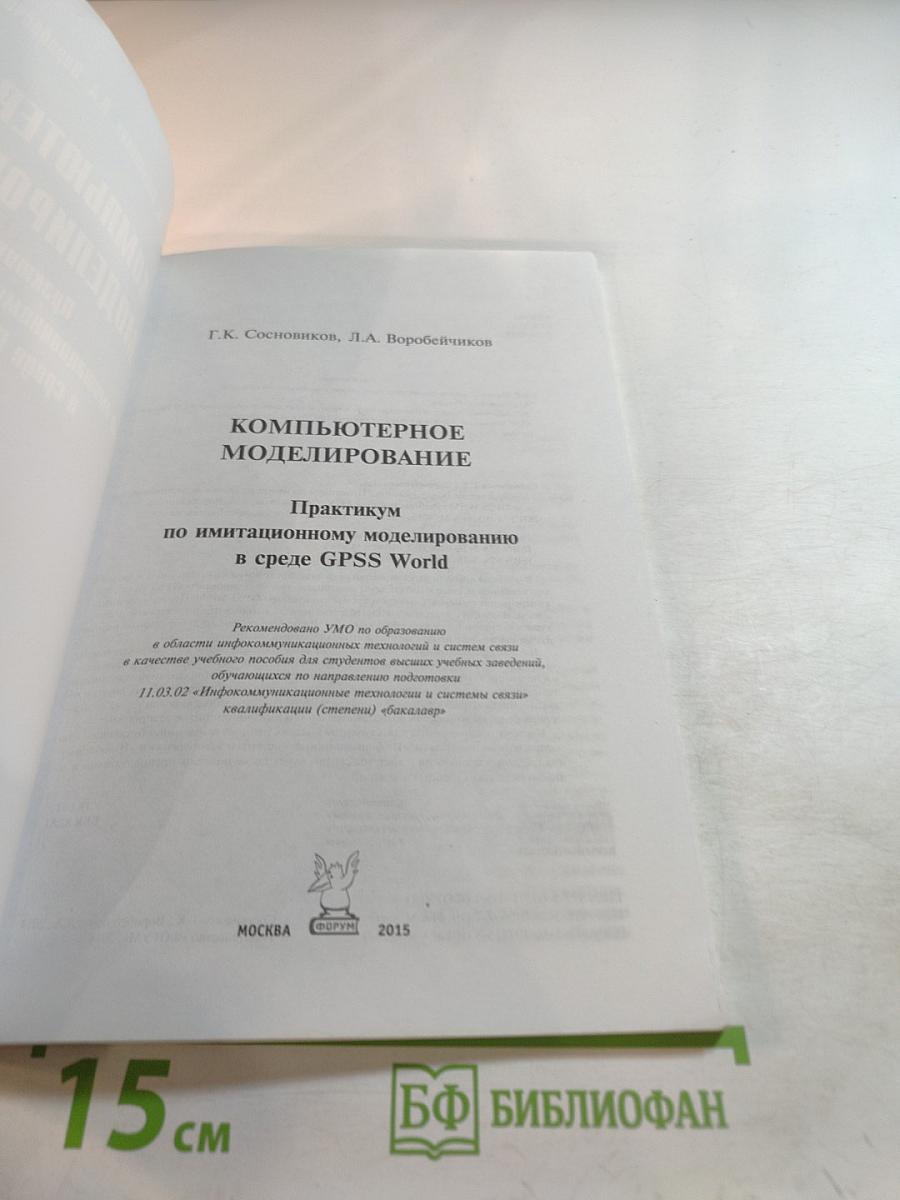 Г.К. Сосновиков, Л.А. Воробейчиков
КОМПЬЮТЕРНОЕ
МОДЕЛИРОВАНИЕ
Практикум
по имитационному моделированию
в среде GPSS World
Рекомендовано УМО по образованию
в области инфокоммуникационных технологий и систем связи
в качестве учебного пособия для студентов высших учебных заведений,
обучающихся по направлению подготовки
11.03.02 «Инфокоммуникационные технологии и системы связи»
квалификации (степени) «бакалавр»
МОСКВА ФОРУМ 2015
15 см
БФ БИБЛИОФАН